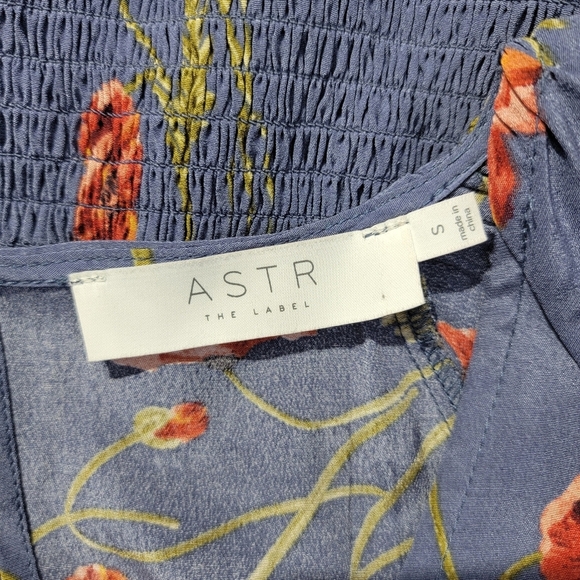 ASTR
THE LABEL
S
made in
china